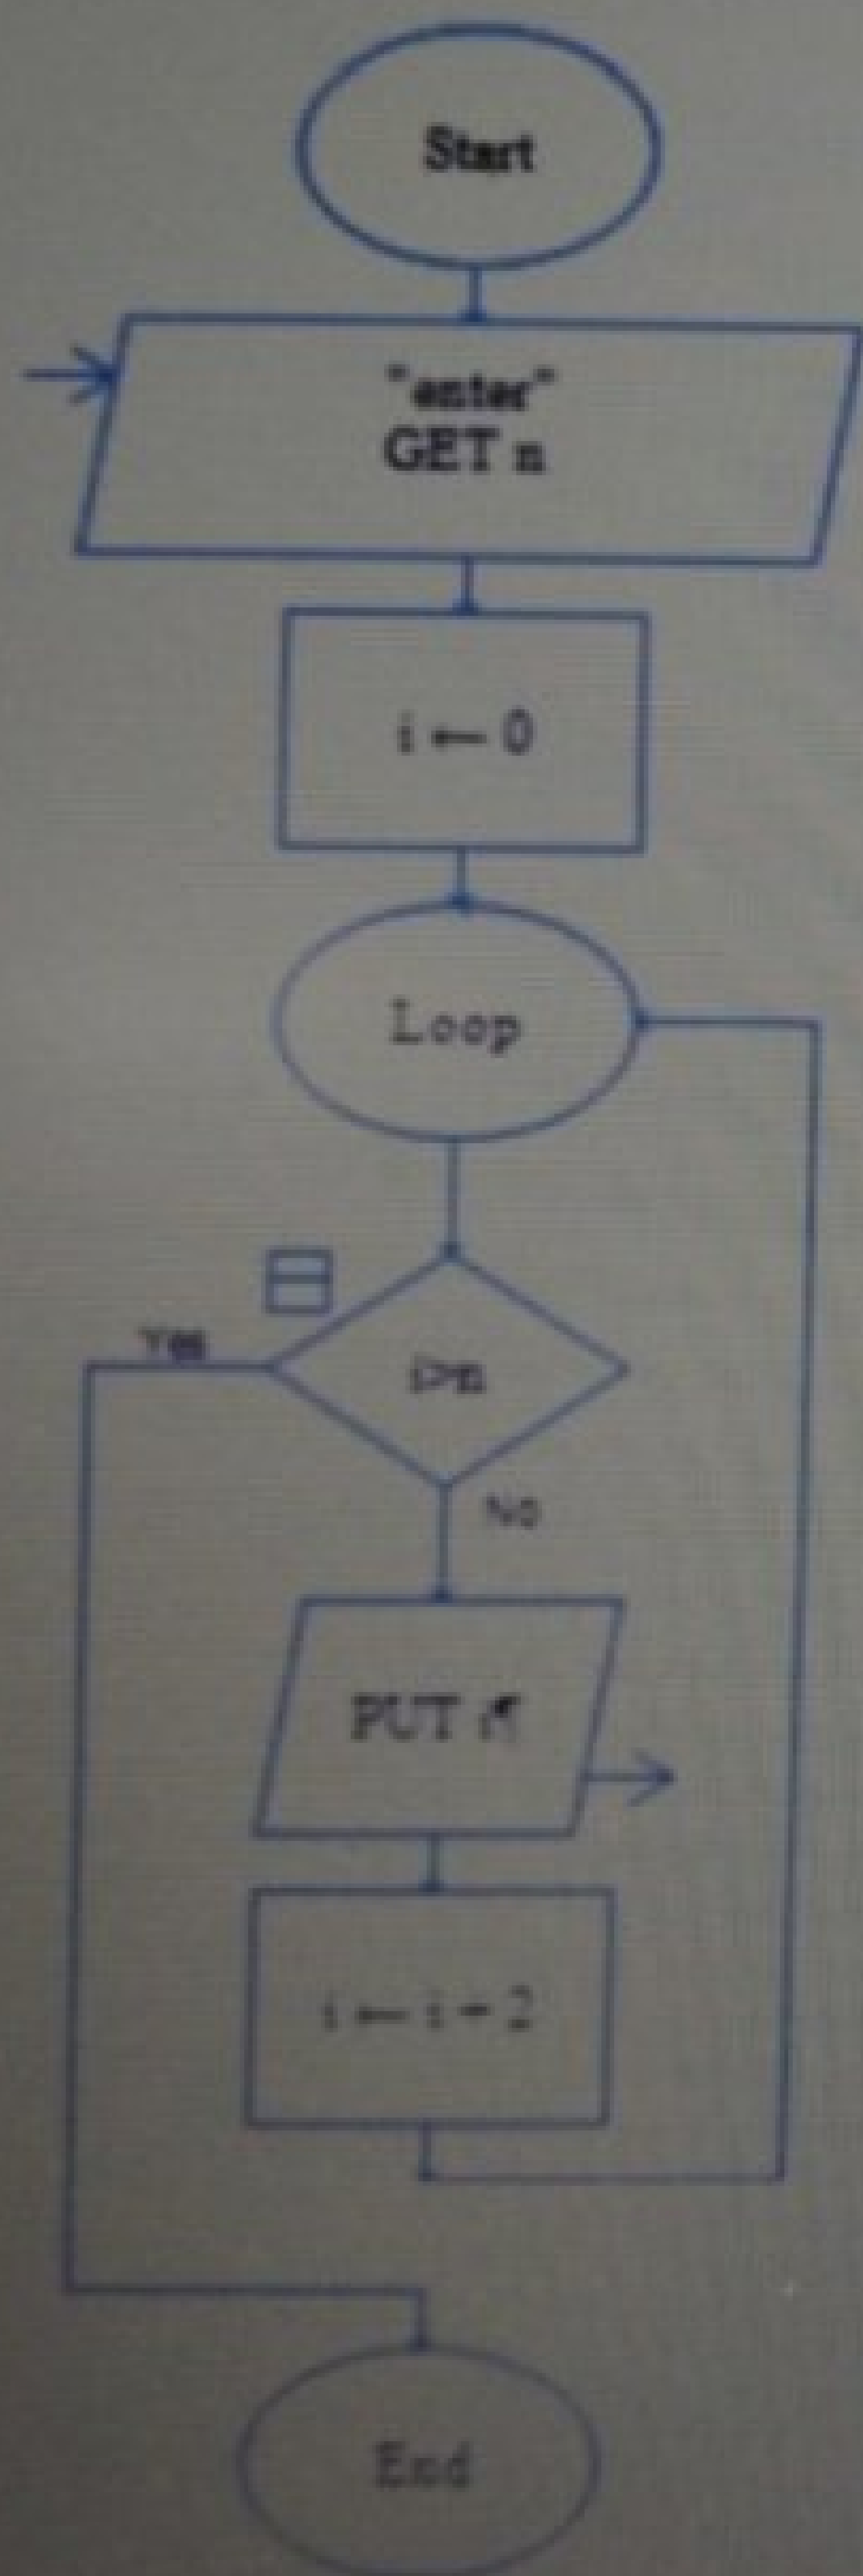 Start
"enter"
GET n
i ← 0
Loop
i>n
Yes
No
PUT i¶
i ← i + 2
End